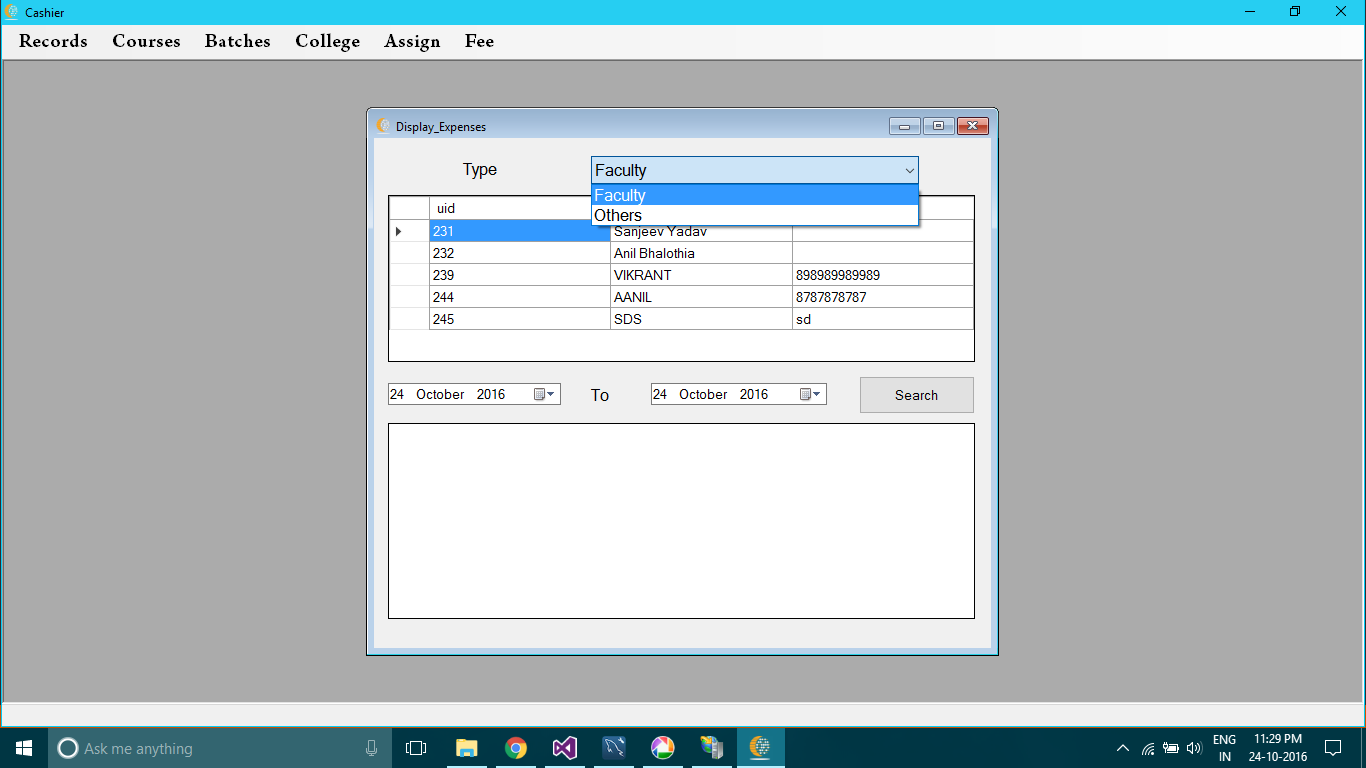 Cashier
Records Courses Batches College Assign Fee
Display_Expenses
Type Faculty
Faculty
Others
uid
231 Sanjeev Yadav
232 Anil Bhalothia
239 VIKRANT 898989989989
244 AANIL 8787878787
245 SDS sd
24 October 2016 To 24 October 2016 Search
Ask me anything
ENG 11:29 PM
IN 24-10-2016